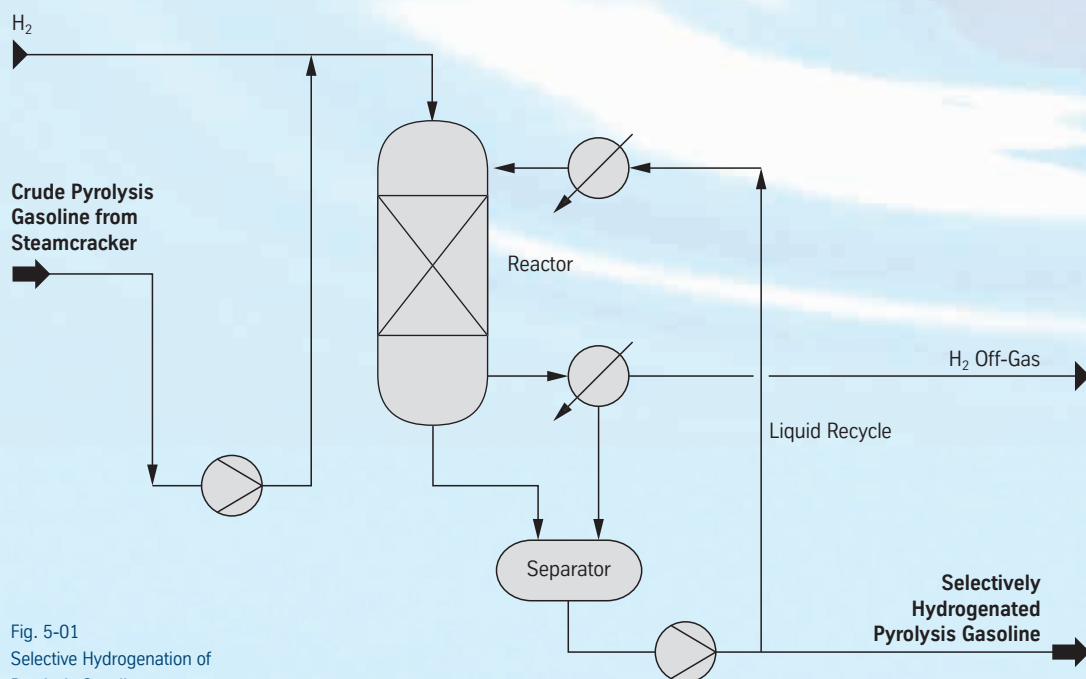 H₂
Crude Pyrolysis
Gasoline from
Steamcracker
Reactor
H₂ Off-Gas
Liquid Recycle
Separator
Selectively
Hydrogenated
Pyrolysis Gasoline
Fig. 5-01
Selective Hydrogenation of